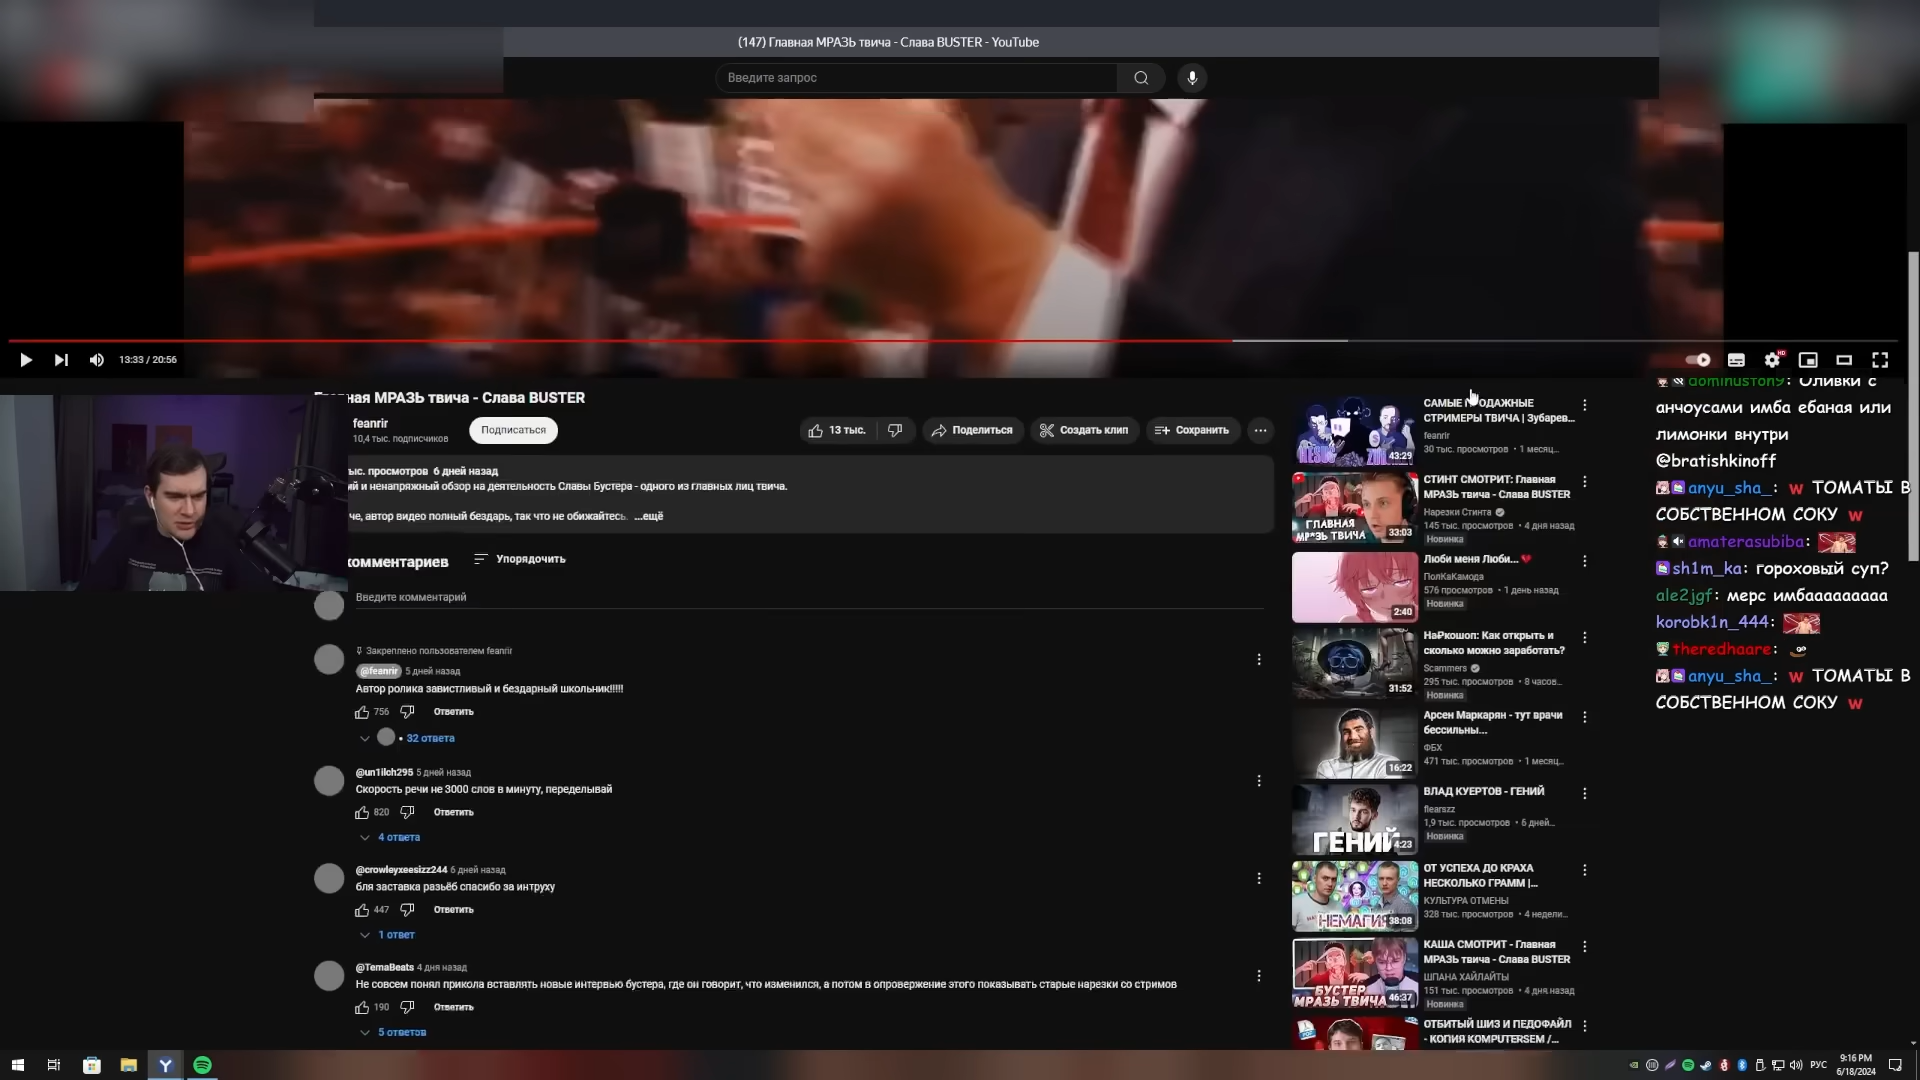 (147) Главная МРАЗЬ твича - Слава BUSTER - YouTube
Введите запрос
13:33 / 20:56
HD
Главная МРАЗЬ твича - Слава BUSTER
feanrir
10,4 тыс. подписчиков
Подписаться
13 тыс.
Поделиться
Создать клип
Сохранить
тыс. просмотров 6 дней назад
и ненапряжный обзор на деятельность Славы Бустера - одного из главных лиц твича.
че, автор видео полный бездарь, так что не обижайтесь. ...ещё
комментариев
Упорядочить
Введите комментарий
Закреплено пользователем feanrir
@feanrir 5 дней назад
Автор ролика завистливый и бездарный школьник!!!!!
756
Ответить
32 ответа
@un1ilch295 5 дней назад
Скорость речи не 3000 слов в минуту, переделывай
820
Ответить
4 ответа
@crowleyxeesizz244 6 дней назад
бля заставка разьёб спасибо за интруху
447
Ответить
1 ответ
@TemaBeats 4 дня назад
Не совсем понял прикола вставлять новые интервью бустера, где он говорит, что изменился, а потом в опровержение этого показывать старые нарезки со стримов
190
Ответить
5 ответов
43:29
САМЫЕ ПРОДАЖНЫЕ
СТРИМЕРЫ ТВИЧА | Зубарев...
feanrir
30 тыс. просмотров • 1 месяц...
ГЛАВНАЯ
МР*ЗЬ ТВИЧА
33:03
СТИНТ СМОТРИТ: Главная
МРАЗЬ твича - Слава BUSTER
Нарезки Стинта
145 тыс. просмотров • 4 дня назад
Новинка
2:40
Люби меня Люби...
ПолКаКамода
576 просмотров • 1 день назад
Новинка
31:52
НаРкошоп: Как открыть и
сколько можно заработать?
Scammers
295 тыс. просмотров • 8 часов...
Новинка
16:22
Арсен Маркарян - тут врачи
бессильны...
ФБХ
471 тыс. просмотров • 1 месяц...
ГЕНИЙ
4:23
ВЛАД КУЕРТОВ - ГЕНИЙ
flearszz
1,9 тыс. просмотров • 6 дней...
Новинка
НЕМАГИЯ
38:08
ОТ УСПЕХА ДО КРАХА
НЕСКОЛЬКО ГРАММ |...
КУЛЬТУРА ОТМЕНЫ
328 тыс. просмотров • 4 недели...
БУСТЕР
МРАЗЬ ТВИЧА
46:37
КАША СМОТРИТ - Главная
МРАЗЬ твича - Слава BUSTER
ШПАНА ХАЙЛАЙТЫ
151 тыс. просмотров • 4 дня назад
Новинка
ОТБИТЫЙ ШИЗ И ПЕДОФАЙЛ
- КОПИЯ KOMPUTERSEM /...
dominuston9: Оливки с
анчоусами имба ебаная или
лимонки внутри
@bratishkinoff
anyu_sha_: w ТОМАТЫ В
СОБСТВЕННОМ СОКУ w
amaterasubiba:
sh1m_ka: гороховый суп?
ale2jgf: мерс имбааааааааа
korobk1n_444:
theredhaare:
anyu_sha_: w ТОМАТЫ В
СОБСТВЕННОМ СОКУ w
РУС
9:16 PM
6/18/2024